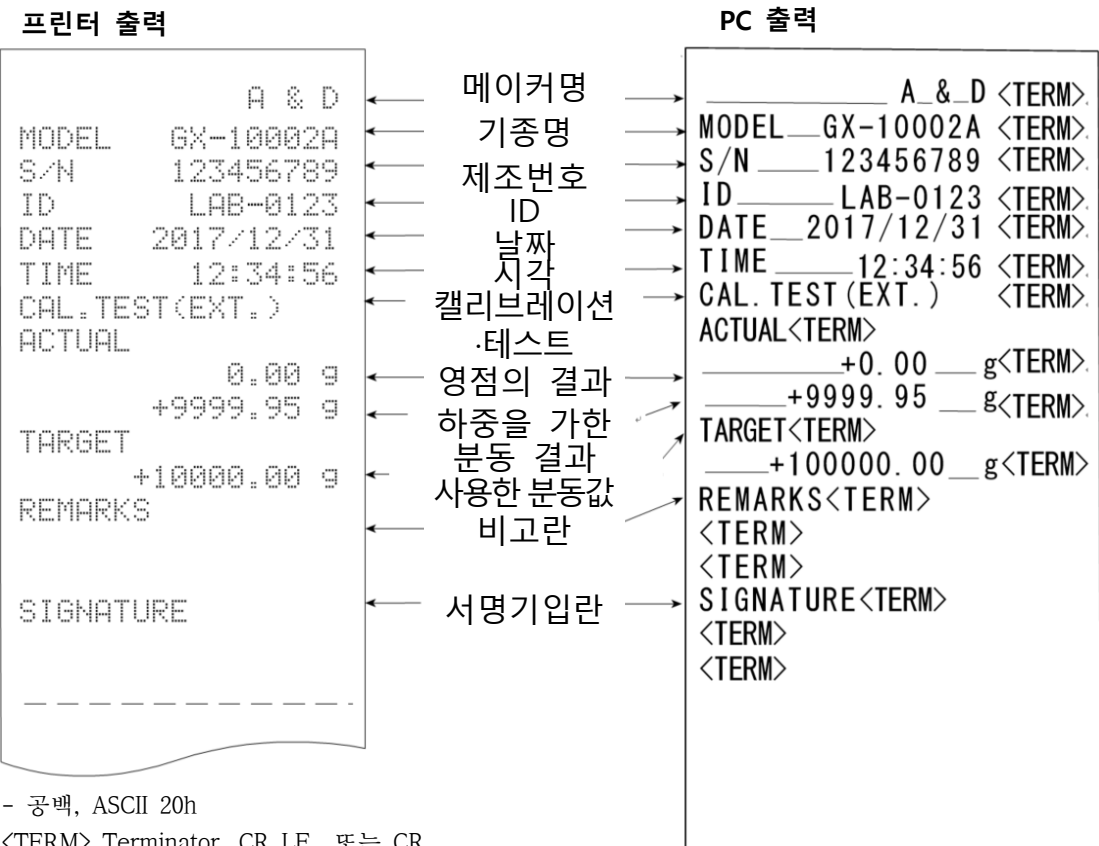 프린터 출력
A & D
MODEL GX-10002A
S/N 123456789
ID LAB-0123
DATE 2017/12/31
TIME 12:34:56
CAL.TEST(EXT.)
ACTUAL
0.00 g
+9999.95 g
TARGET
+10000.00 g
REMARKS
SIGNATURE
메이커명
기종명
제조번호
ID
날짜
시각
캘리브레이션
·테스트
영점의 결과
하중을 가한
분동 결과
사용한 분동값
비고란
서명기입란
PC 출력
A_&_D <TERM>.
MODEL__GX-10002A <TERM>.
S/N ____123456789 <TERM>.
ID______LAB-0123 <TERM>.
DATE__2017/12/31 <TERM>.
TIME ____12:34:56 <TERM>.
CAL.TEST(EXT.) <TERM>.
ACTUAL<TERM>
________+0.00 __ g<TERM>.
_____+9999.95 __ g<TERM>.
TARGET<TERM>
____+100000.00__g<TERM>
REMARKS<TERM>
<TERM>
<TERM>
SIGNATURE<TERM>
<TERM>
<TERM>
- 공백, ASCII 20h
<TERM> Terminator, CR LF 또는 CR